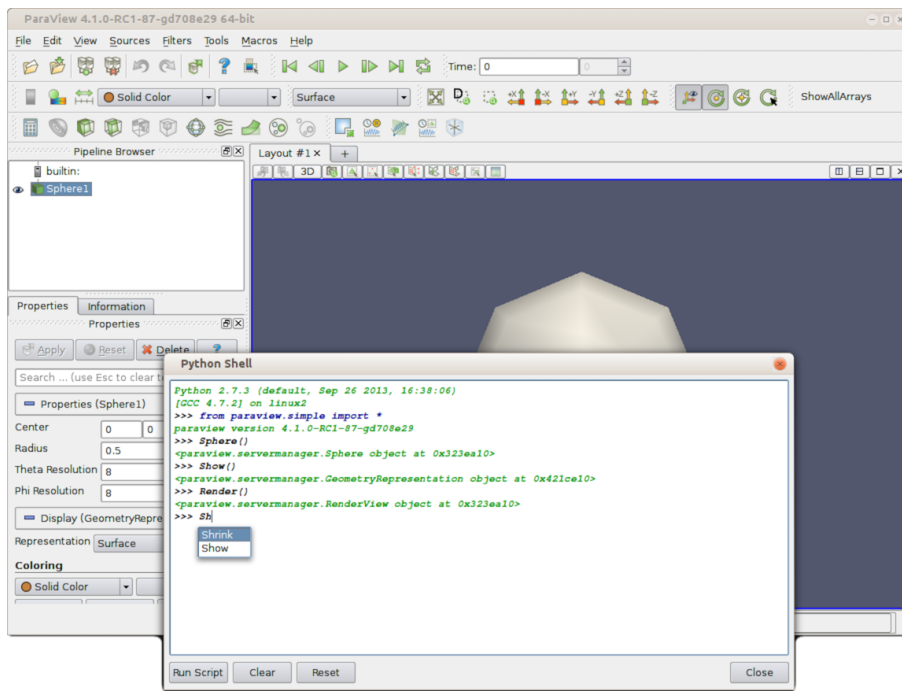 ParaView 4.1.0-RC1-87-gd708e29 64-bit
File Edit View Sources Filters Tools Macros Help
Time: 0 0
Solid Color Surface +X -X +Y -Y +Z -Z ShowAllArrays
Pipeline Browser
Layout #1 × +
builtin:
3D
Sphere1
Properties Information
Properties
Apply Reset Delete ?
Search ... (use Esc to clear t
Properties (Sphere1)
Center 0 0
Radius 0.5
Theta Resolution 8
Phi Resolution 8
Display (GeometryRepre
Representation Surface
Coloring
Solid Color
Python Shell
Python 2.7.3 (default, Sep 26 2013, 16:38:06)
[GCC 4.7.2] on linux2
>>> from paraview.simple import *
paraview version 4.1.0-RC1-87-gd708e29
>>> Sphere()
<paraview.servermanager.Sphere object at 0x323ea10>
>>> Show()
<paraview.servermanager.GeometryRepresentation object at 0x421ce10>
>>> Render()
<paraview.servermanager.RenderView object at 0x323ea10>
>>> Sh
Shrink
Show
Run Script Clear Reset Close